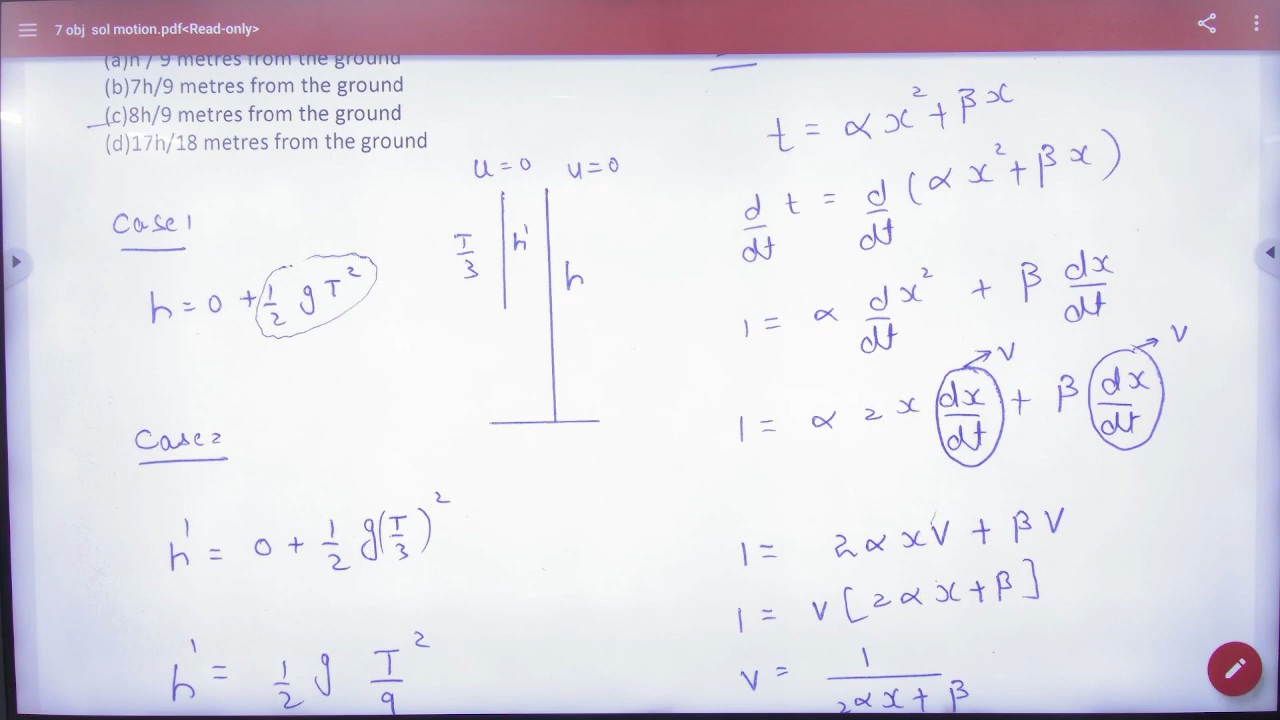 7 obj sol motion.pdf<Read-only>
(a)h / 9 metres from the ground
(b)7h/9 metres from the ground
(c)8h/9 metres from the ground
(d)17h/18 metres from the ground
u = 0 u = 0
Case 1
T/3 h' h
h = 0 + 1/2 g T²
Case 2
h' = 0 + 1/2 g(T/3)²
h' = 1/2 g T²/9
t = αx² + βx
d/dt t = d/dt (αx² + βx)
1 = α d/dt x² + β dx/dt
V V
1 = α 2 x dx/dt + β dx/dt
1 = 2αxV + βV
1 = V[2αx + β]
V = 1/2αx + β